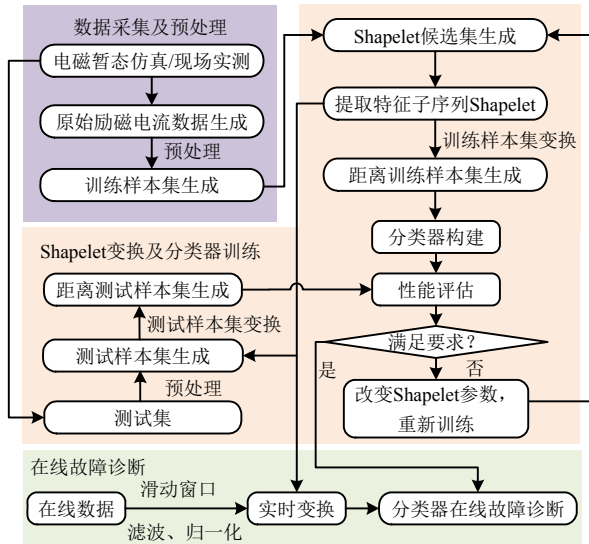 数据采集及预处理
电磁暂态仿真/现场实测
原始励磁电流数据生成
预处理
训练样本集生成
Shapelet候选集生成
提取特征子序列Shapelet
训练样本集变换
距离训练样本集生成
分类器构建
性能评估
满足要求?
是
否
改变Shapelet参数,
重新训练
Shapelet变换及分类器训练
距离测试样本集生成
测试样本集变换
测试样本集生成
预处理
测试集
在线故障诊断
在线数据
滑动窗口
滤波、归一化
实时变换
分类器在线故障诊断